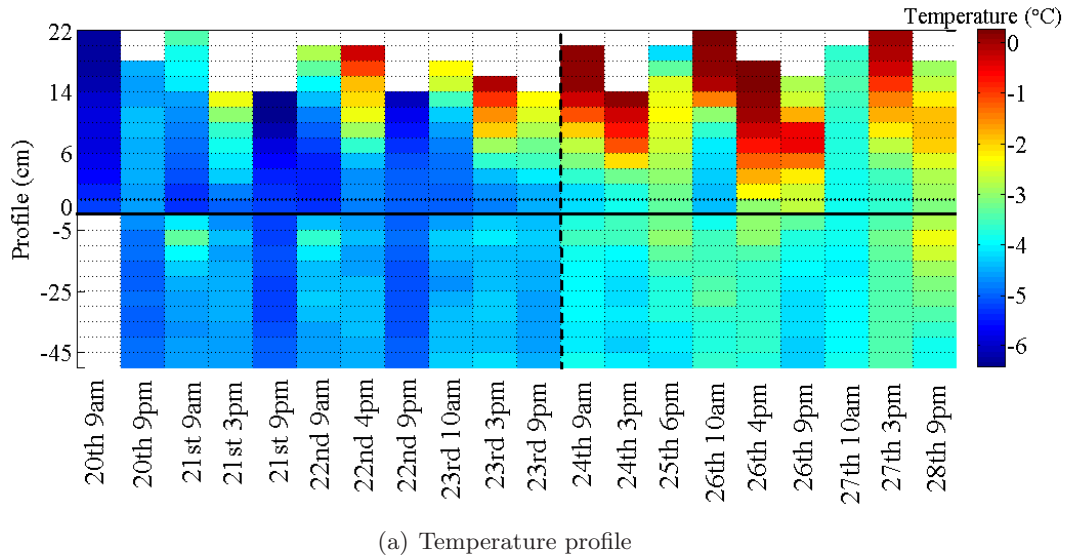 Temperature (°C)
22
14
6
0
-5
-25
-45
Profile (cm)
0
-1
-2
-3
-4
-5
-6
20th 9am
20th 9pm
21st 9am
21st 3pm
21st 9pm
22nd 9am
22nd 4pm
22nd 9pm
23rd 10am
23rd 3pm
23rd 9pm
24th 9am
24th 3pm
25th 6pm
26th 10am
26th 4pm
26th 9pm
27th 10am
27th 3pm
28th 9pm
(a) Temperature profile